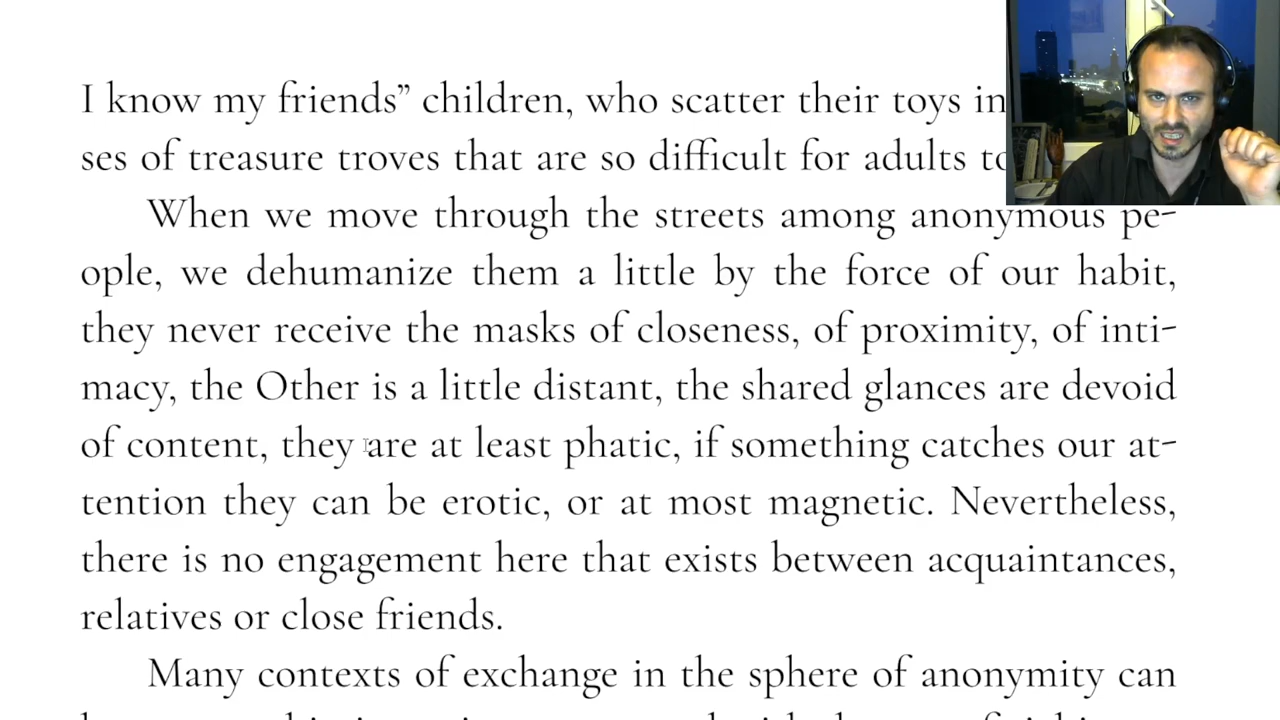 I know my friends” children, who scatter their toys in
ses of treasure troves that are so difficult for adults to
When we move through the streets among anonymous pe-
ople, we dehumanize them a little by the force of our habit,
they never receive the masks of closeness, of proximity, of inti-
macy, the Other is a little distant, the shared glances are devoid
of content, they are at least phatic, if something catches our at-
tention they can be erotic, or at most magnetic. Nevertheless,
there is no engagement here that exists between acquaintances,
relatives or close friends.
Many contexts of exchange in the sphere of anonymity can